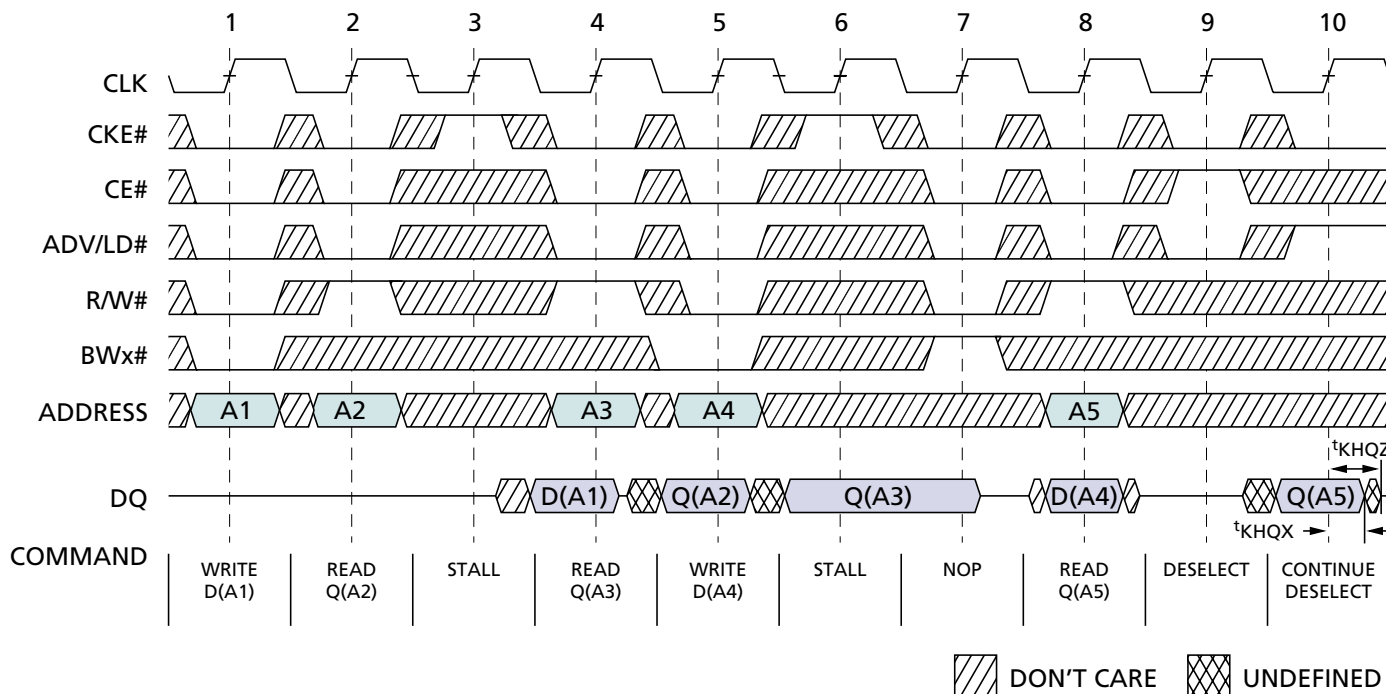 1 2 3 4 5 6 7 8 9 10
CLK
CKE#
CE#
ADV/LD#
R/W#
BWx#
ADDRESS A1 A2 A3 A4 A5
tKHQZ
DQ D(A1) Q(A2) Q(A3) D(A4) Q(A5)
tKHQX
COMMAND
WRITE READ STALL READ WRITE STALL NOP READ DESELECT CONTINUE
D(A1) Q(A2) Q(A3) D(A4) Q(A5) DESELECT
DON'T CARE UNDEFINED